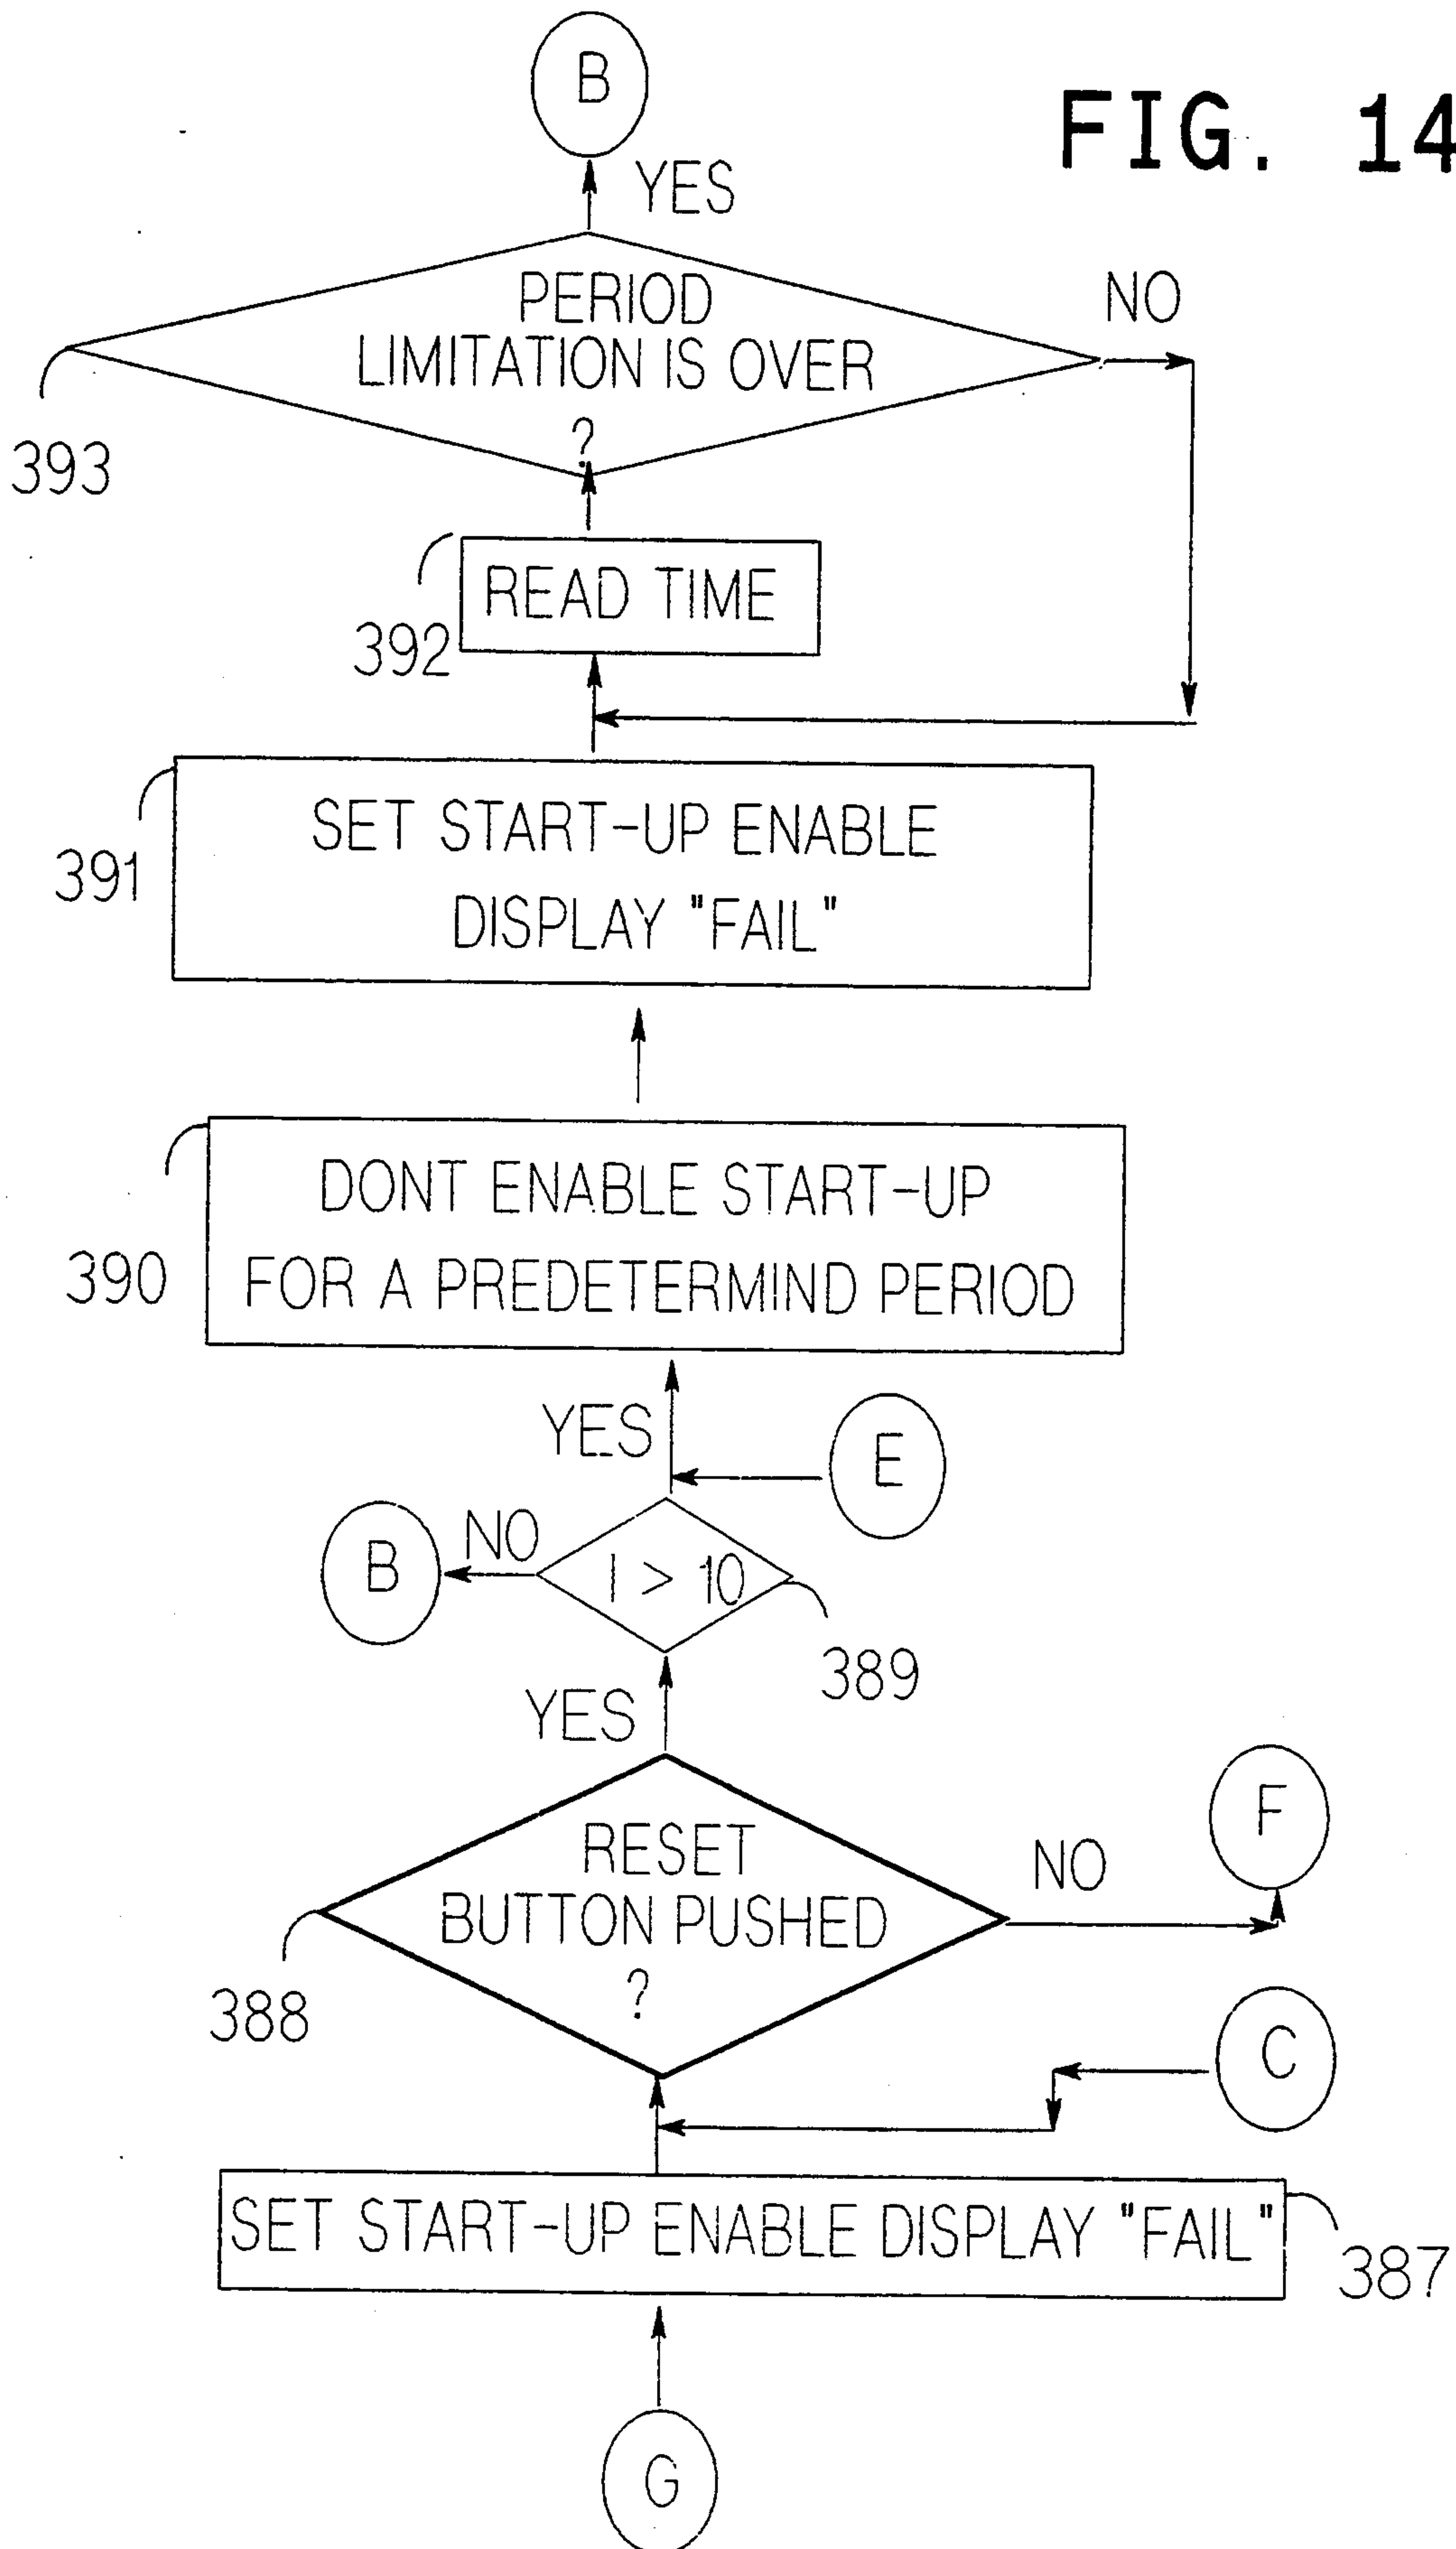 FIG. 14
B
YES
PERIOD
LIMITATION IS OVER
?
NO
393
READ TIME
392
SET START-UP ENABLE
DISPLAY "FAIL"
391
DONT ENABLE START-UP
FOR A PREDETERMIND PERIOD
390
YES
E
B
NO
I > 10
389
YES
RESET
BUTTON PUSHED
?
NO
F
388
C
SET START-UP ENABLE DISPLAY "FAIL"
387
G